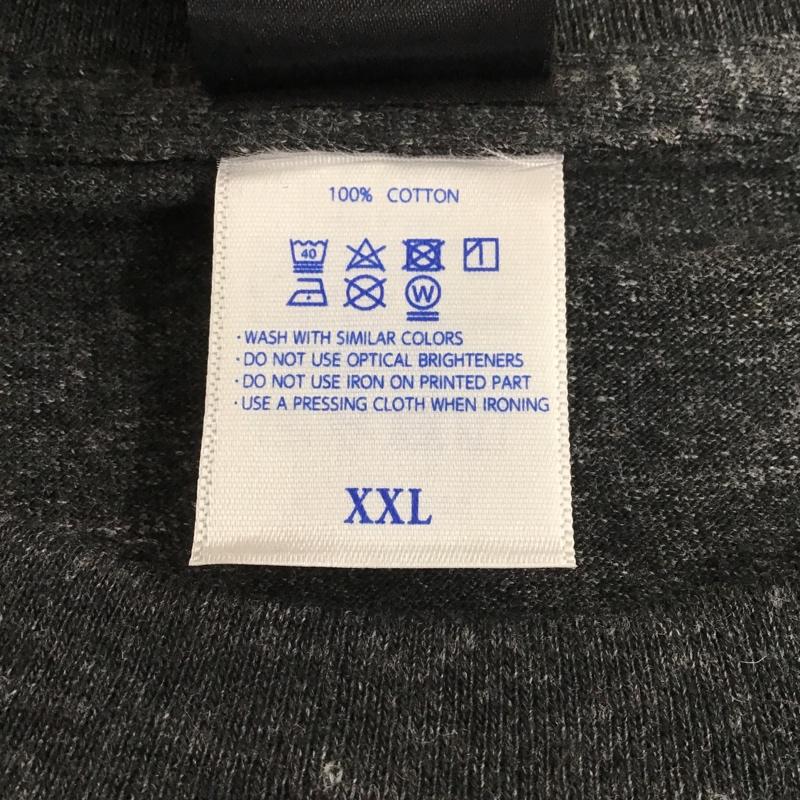 100% COTTON
40
W
· WASH WITH SIMILAR COLORS
· DO NOT USE OPTICAL BRIGHTENERS
· DO NOT USE IRON ON PRINTED PART
· USE A PRESSING CLOTH WHEN IRONING
XXL